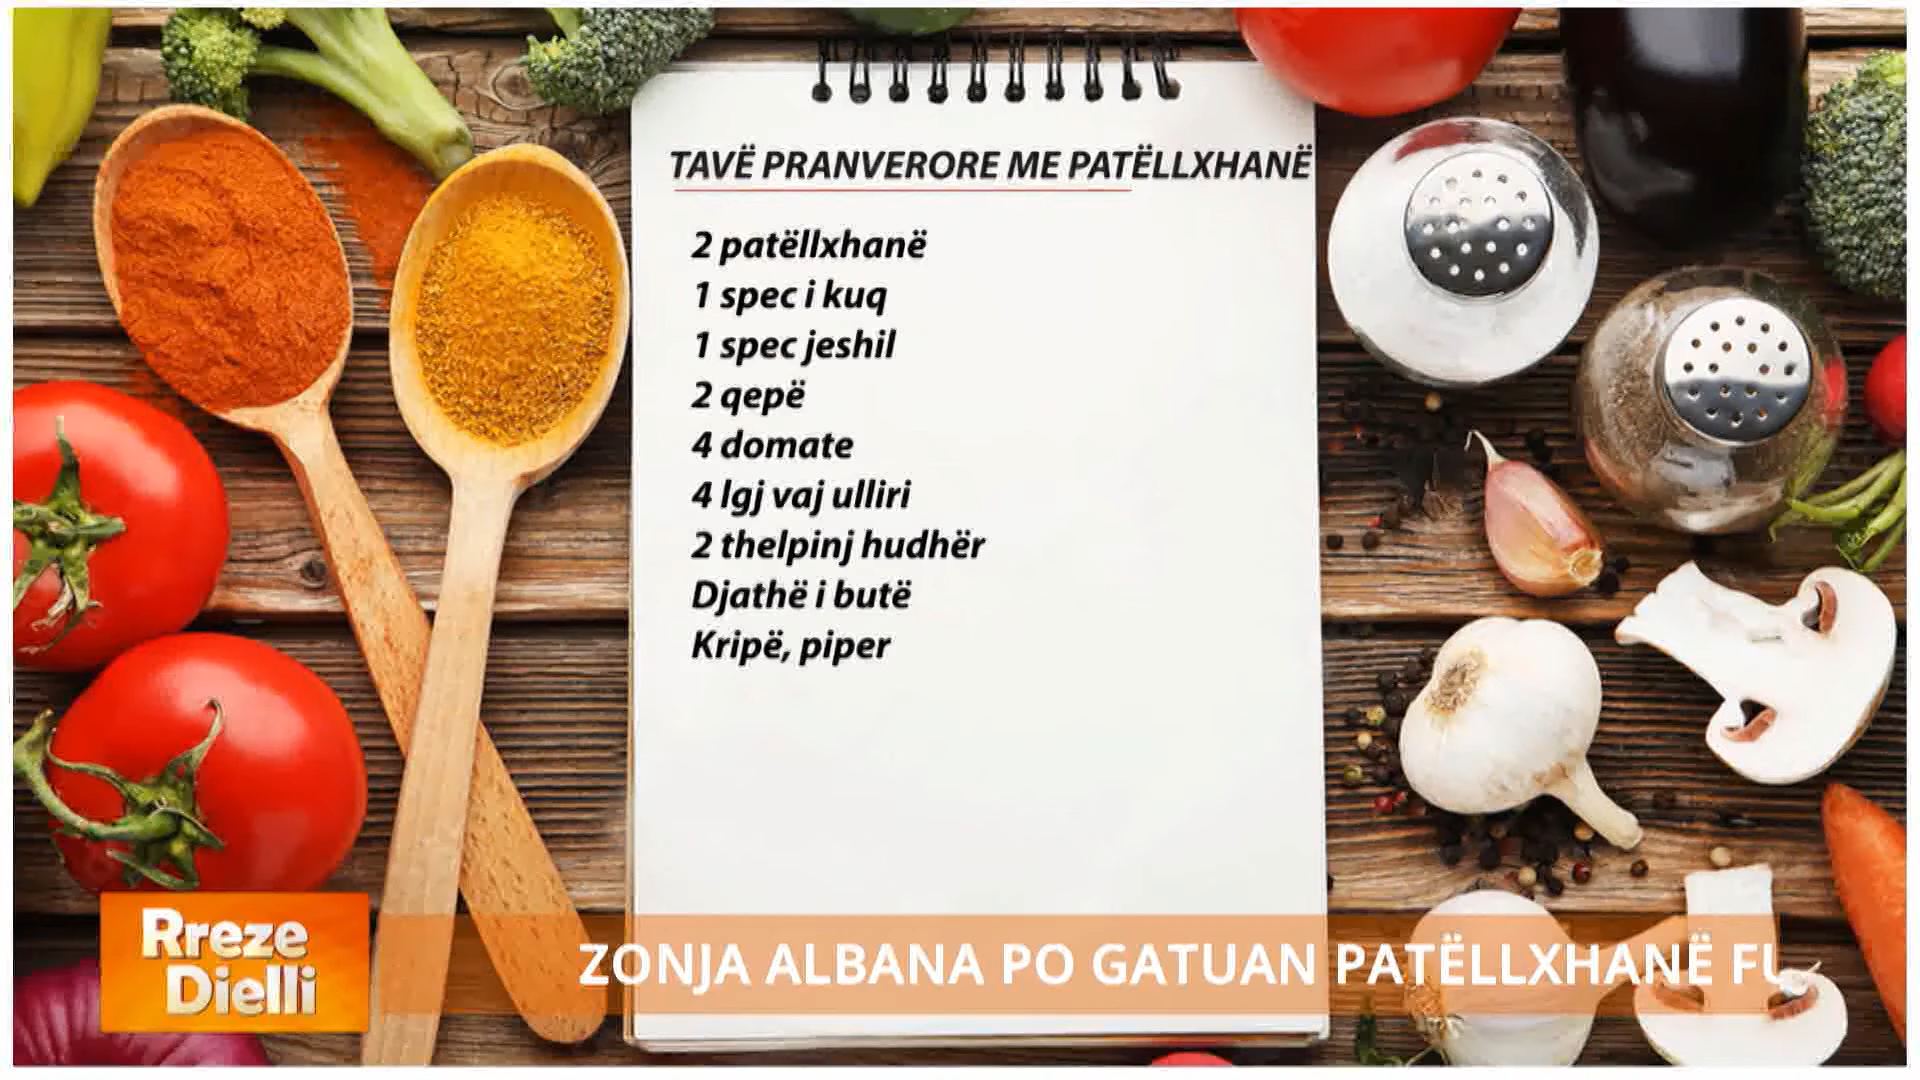 TAVË PRANVERORE ME PATËLLXHANË
2 patëllxhanë
1 spec i kuq
1 spec jeshil
2 qepë
4 domate
4 lgj vaj ulliri
2 thelpinj hudhër
Djathë i butë
Kripë, piper
Rreze
Dielli
ZONJA ALBANA PO GATUAN PATËLLXHANË